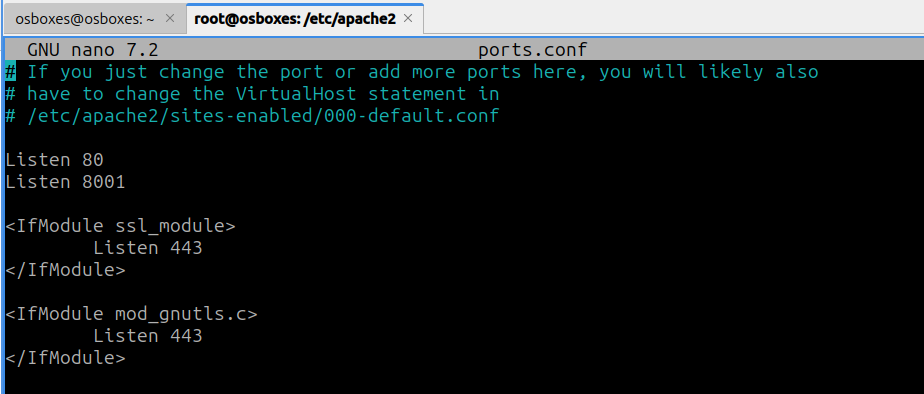 osboxes@osboxes: ~ ×
root@osboxes: /etc/apache2 ×
GNU nano 7.2 ports.conf
# If you just change the port or add more ports here, you will likely also
# have to change the VirtualHost statement in
# /etc/apache2/sites-enabled/000-default.conf
Listen 80
Listen 8001
<IfModule ssl_module>
Listen 443
</IfModule>
<IfModule mod_gnutls.c>
Listen 443
</IfModule>